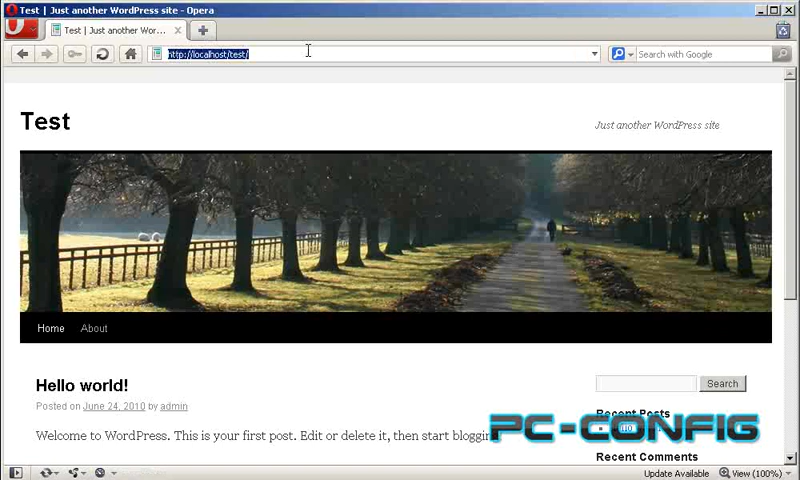 Test | Just another WordPress site - Opera
Test | Just another Wor...
http://localhost/test/
Search with Google
Test
Just another WordPress site
Home About
Hello world!
Posted on June 24, 2010 by admin
Search
Welcome to WordPress. This is your first post. Edit or delete it, then start blogging
Recent Posts
PC-CONFIG
Recent Comments
Update Available
View (100%)